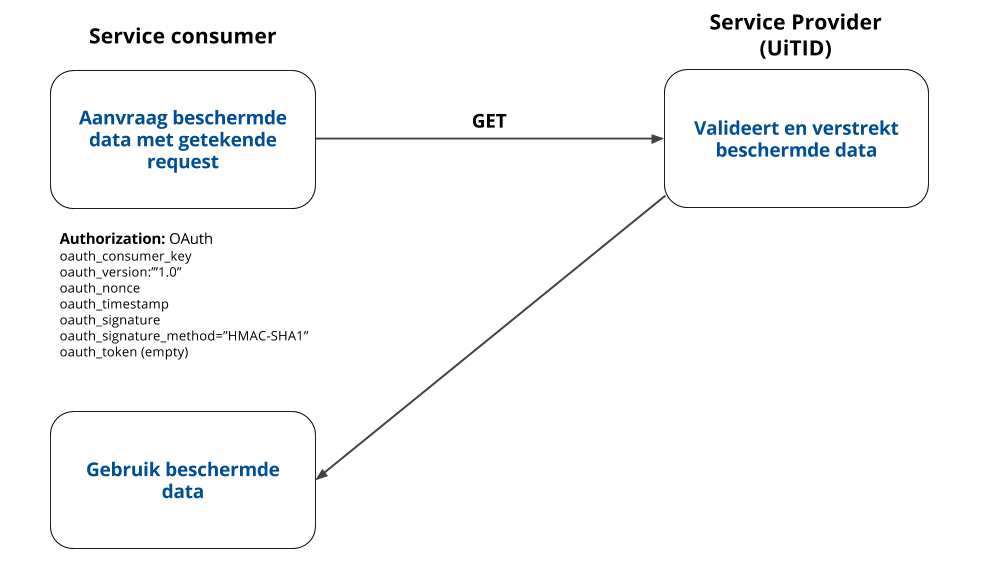 Service consumer
Service Provider
(UiTID)
Aanvraag beschermde
data met getekende
request
GET
Valideert en verstrekt
beschermde data
Authorization: OAuth
oauth_consumer_key
oauth_version:”“1.0”
oauth_nonce
oauth_timestamp
oauth_signature
oauth_signature_method=”HMAC-SHA1”
oauth_token (empty)
Gebruik beschermde
data